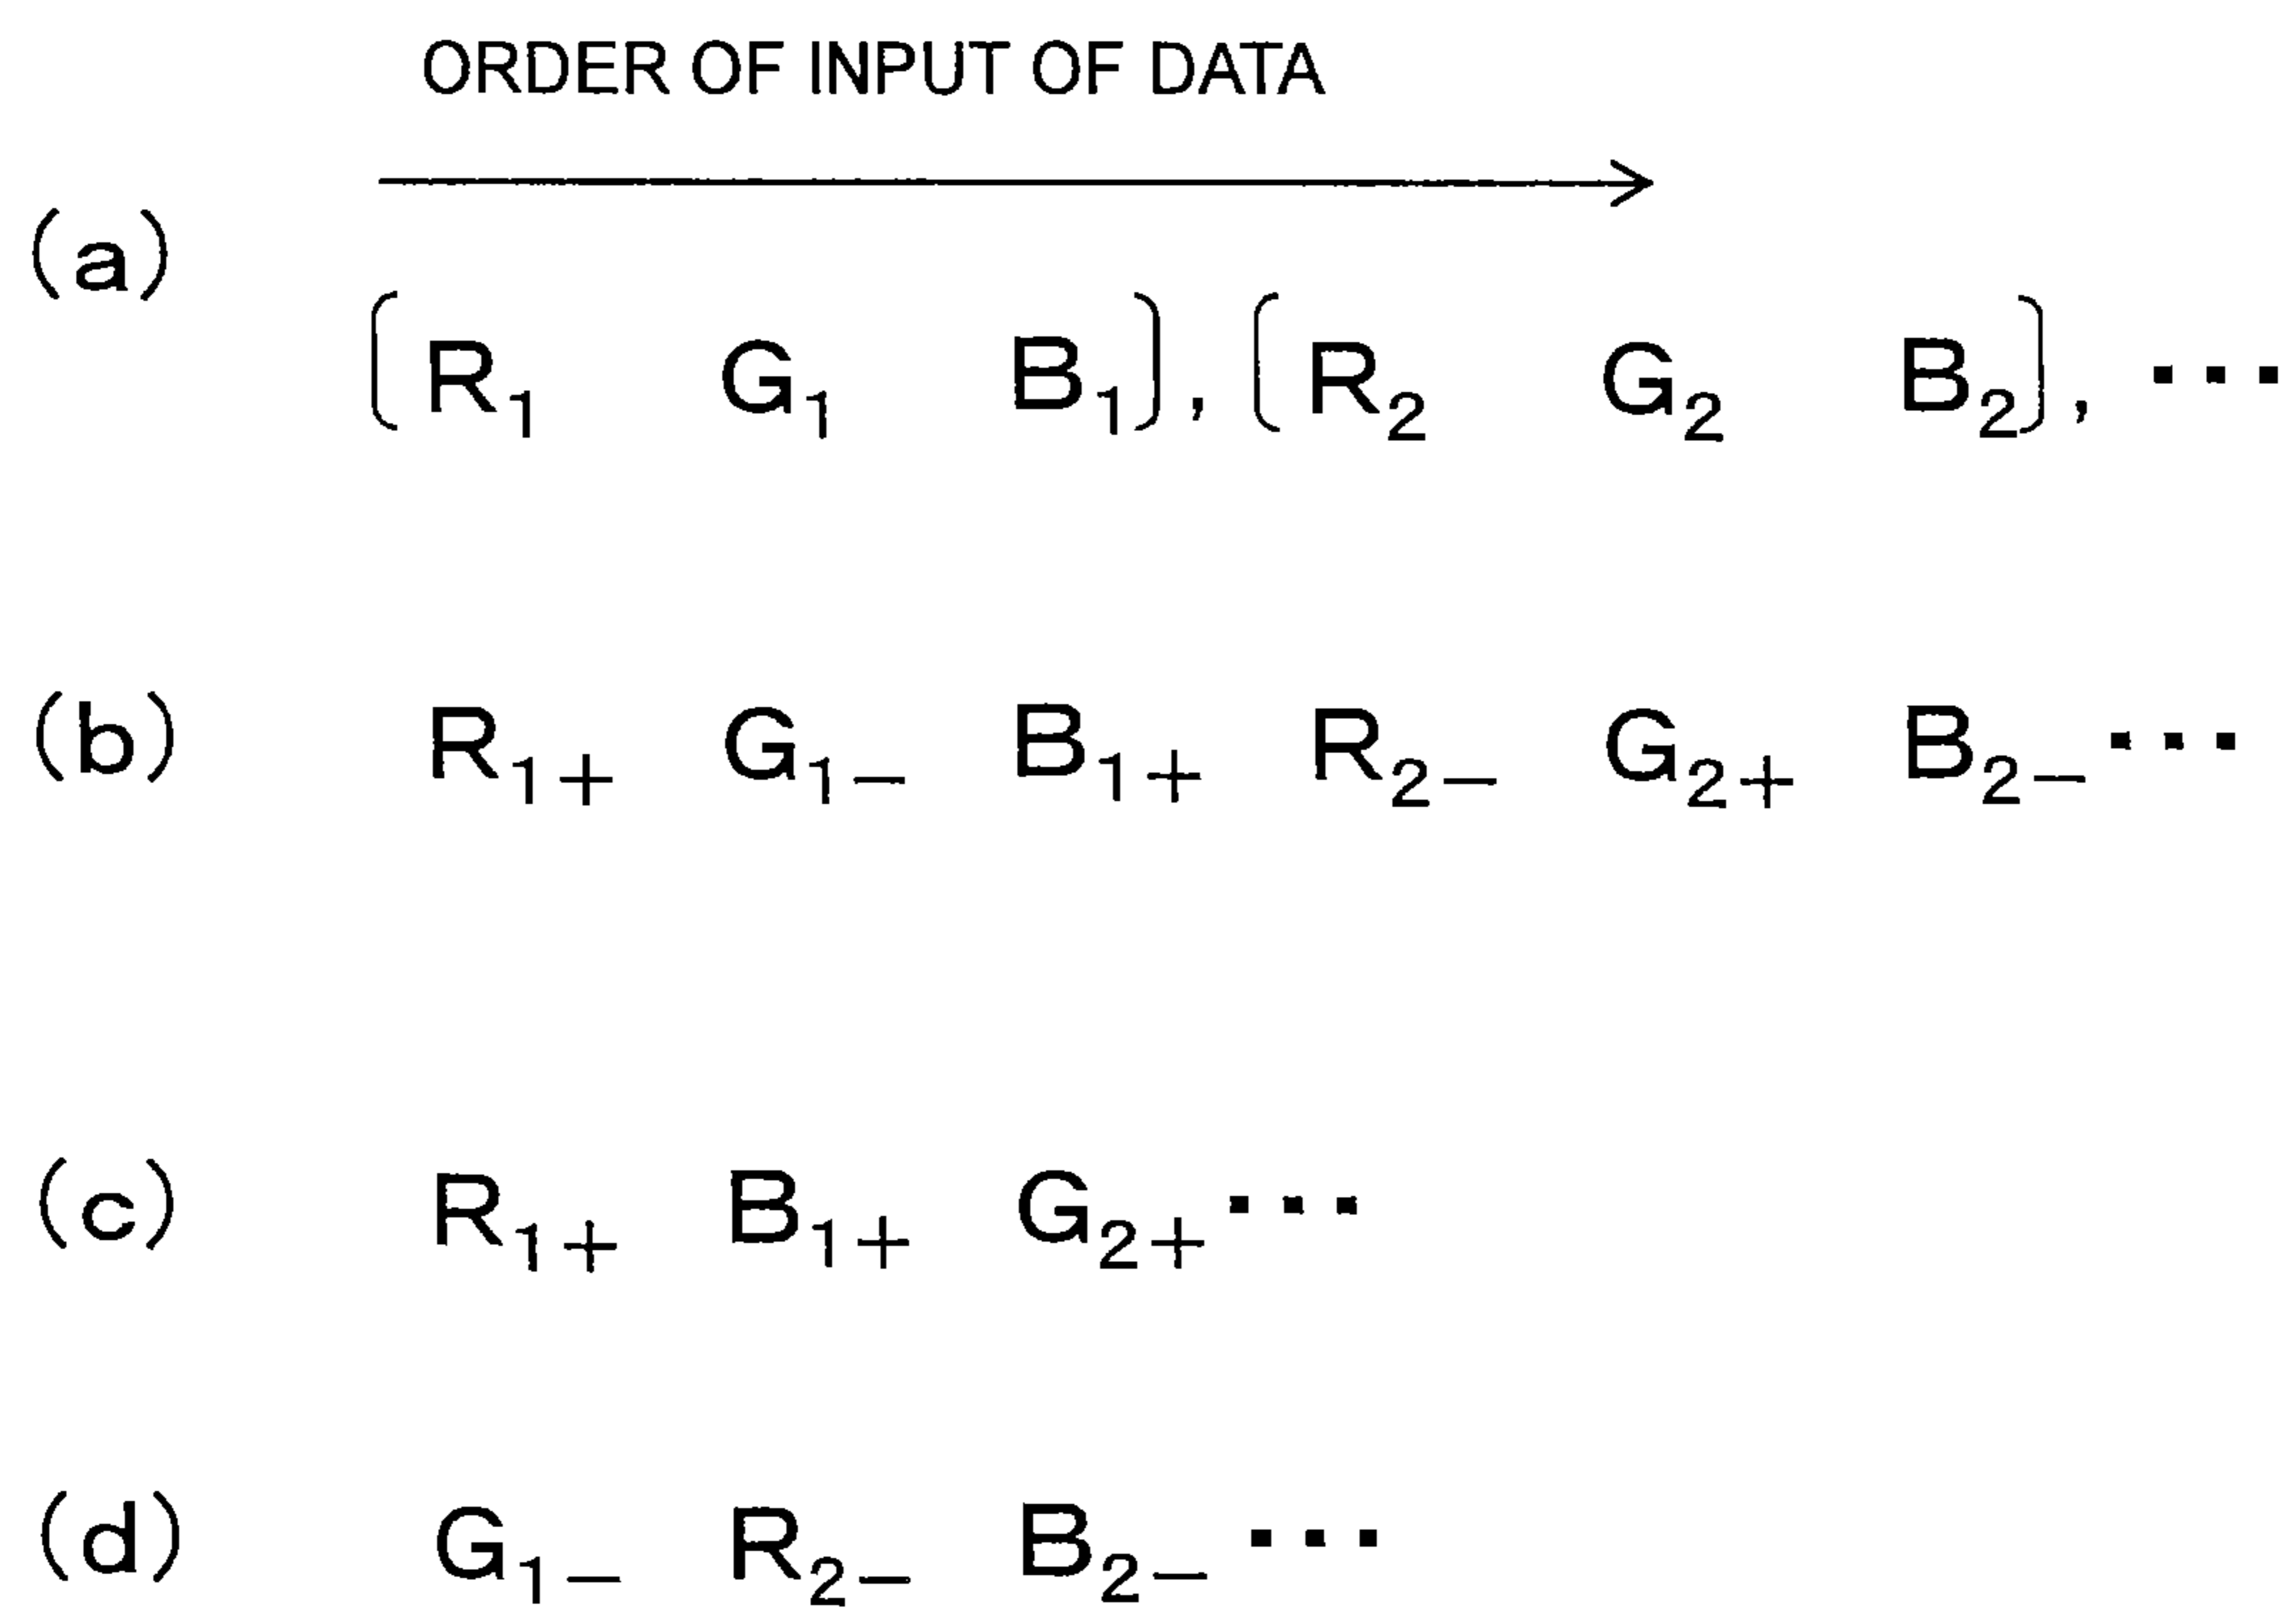 ORDER OF INPUT OF DATA
(a)
(R₁ G₁ B₁), (R₂ G₂ B₂), ···
(b) R₁₊ G₁₋ B₁₊ R₂₋ G₂₊ B₂₋ ···
(c) R₁₊ B₁₊ G₂₊ ···
(d) G₁₋ R₂₋ B₂₋ ···